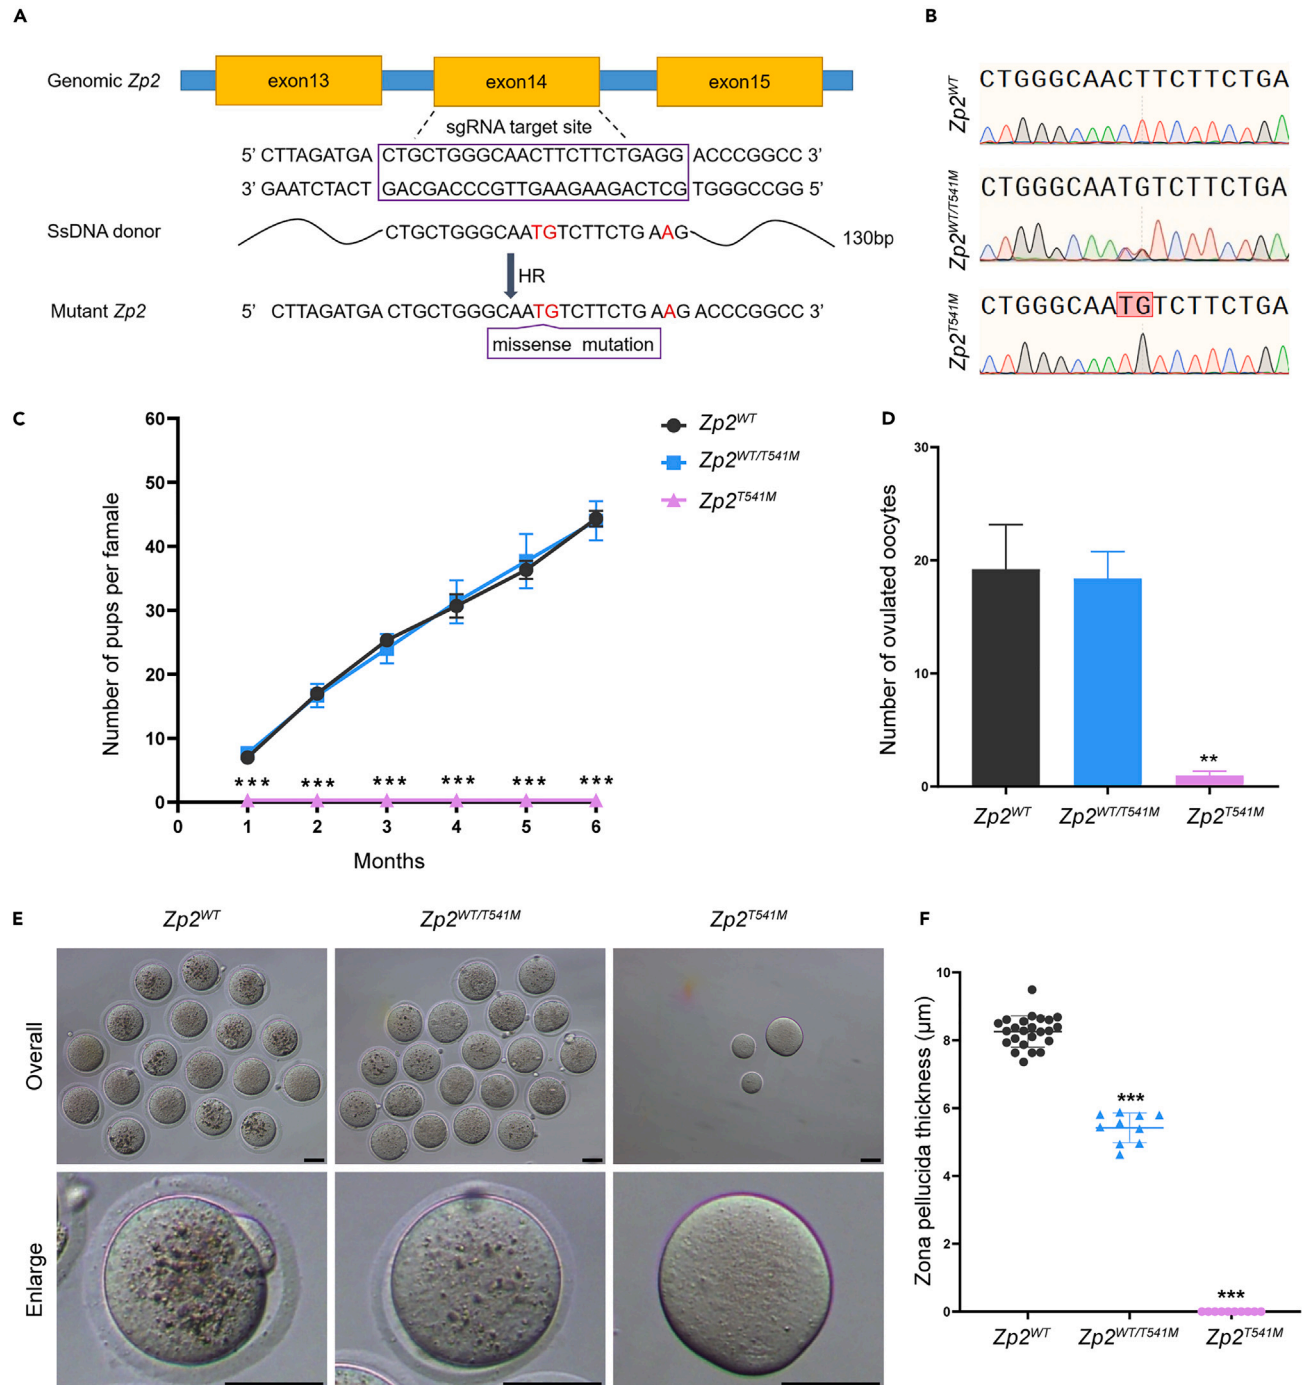 A
Genomic Zp2
exon13
exon14
exon15
sgRNA target site
5' CTTAGATGA CTGCTGGGCAACTTCTTCTGAGG ACCCGGCC 3'
3' GAATCTACT GACGACCCGTTGAAGAAGACTCG TGGGCCGG 5'
SsDNA donor
CTGCTGGGCAATGTCTTCTG AAG
130bp
HR
Mutant Zp2
5' CTTAGATGA CTGCTGGGCAATGTCTTCTG AAG ACCCGGCC 3'
missense mutation
B
Zp2WT
CTGGGCAACTTCTTCTGA
Zp2WT/T541M
CTGGGCAATGTCTTCTGA
Zp2T541M
CTGGGCAATGTCTTCTGA
C
Number of pups per famale
60
50
40
30
20
10
0
*** *** *** *** *** ***
0 1 2 3 4 5 6
Months
Zp2WT
Zp2WT/T541M
Zp2T541M
D
Number of ovulated oocytes
30
20
10
0
**
Zp2WT Zp2WT/T541M Zp2T541M
E
Zp2WT Zp2WT/T541M Zp2T541M
Overall
Enlarge
F
Zona pellucida thickness (μm)
10
8
6
4
2
0
***
***
Zp2WT Zp2WT/T541M Zp2T541M